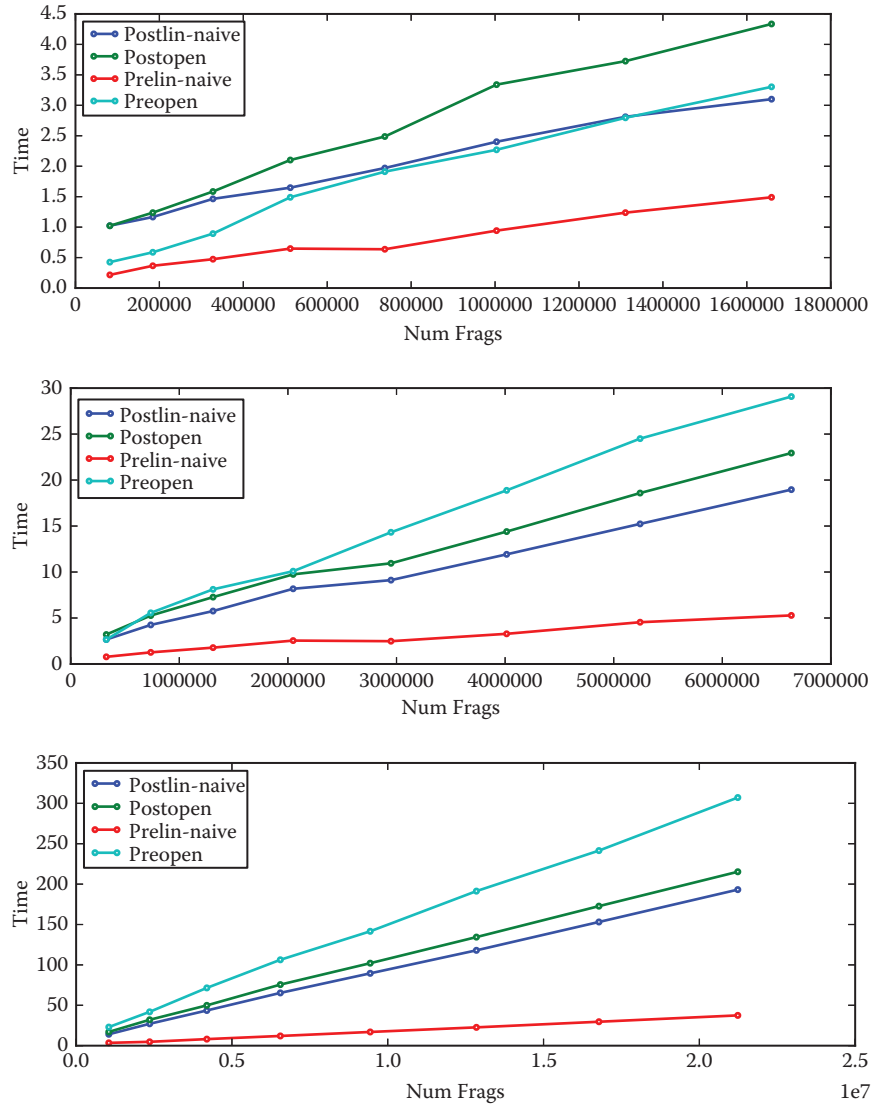 4.5
4.0
3.5
3.0
2.5
2.0
1.5
1.0
0.5
0.0
Time
Postlin-naive
Postopen
Prelin-naive
Preopen
0 200000 400000 600000 800000 1000000 1200000 1400000 1600000 1800000
Num Frags
30
25
20
15
10
5
0
Time
Postlin-naive
Postopen
Prelin-naive
Preopen
0 1000000 2000000 3000000 4000000 5000000 6000000 7000000
Num Frags
350
300
250
200
150
100
50
0
Time
Postlin-naive
Postopen
Prelin-naive
Preopen
0.0 0.5 1.0 1.5 2.0 2.5
Num Frags
1e7